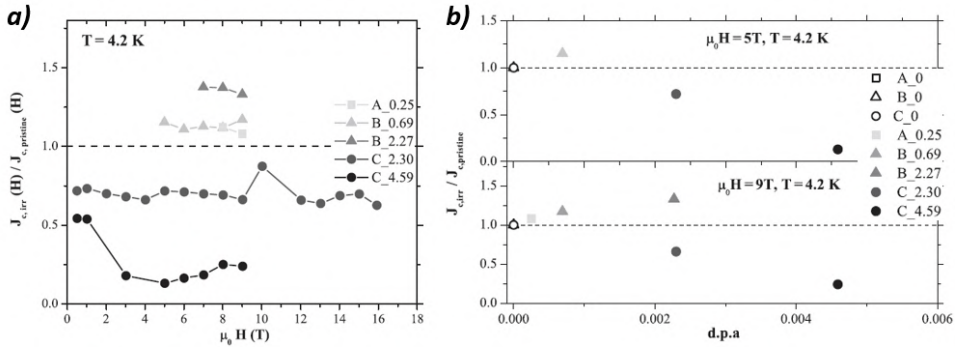 a)
T = 4.2 K
J_c, irr (H) / J_c, pristine (H)
1.5
1.0
0.5
0.0
A_0.25
B_0.69
B_2.27
C_2.30
C_4.59
0 2 4 6 8 10 12 14 16 18
μ₀ H (T)
b)
J_c,irr / J_c,pristine
μ₀H = 5T, T = 4.2 K
1.5
1.0
0.5
0.0
μ₀H = 9T, T = 4.2 K
1.5
1.0
0.5
0.0
A_0
B_0
C_0
A_0.25
B_0.69
B_2.27
C_2.30
C_4.59
0.000 0.002 0.004 0.006
d.p.a